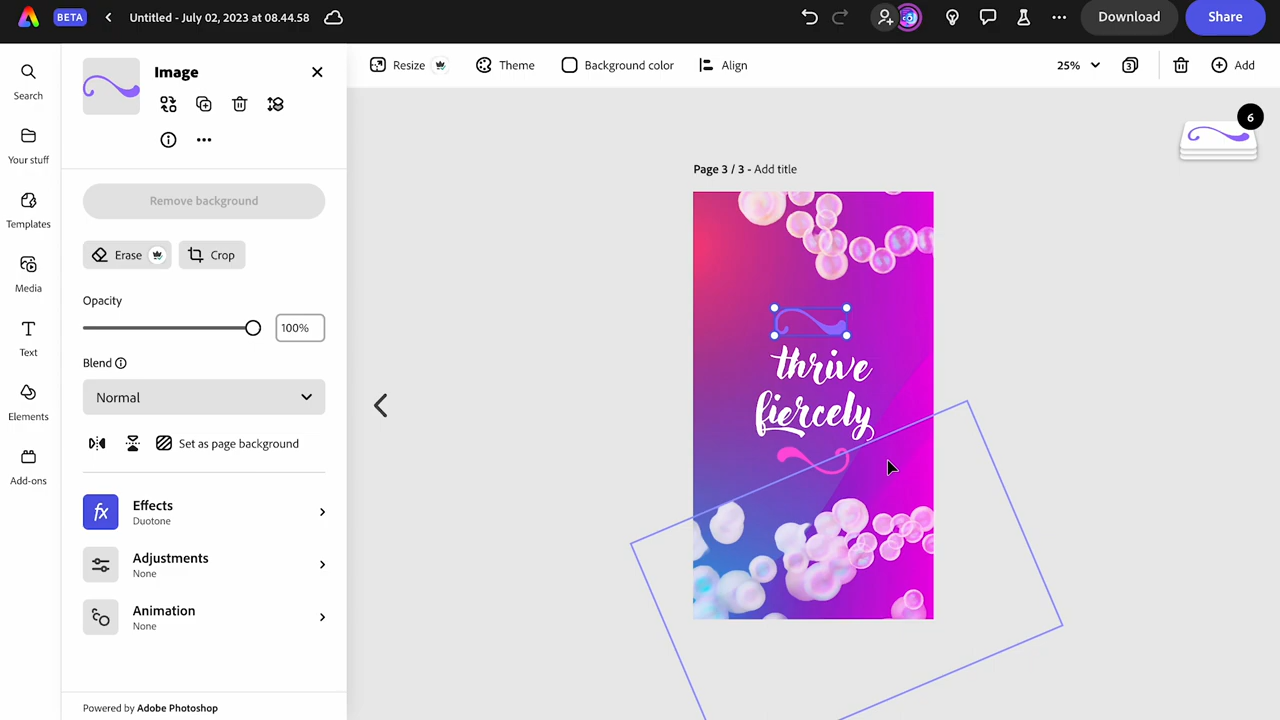 BETA
Untitled - July 02, 2023 at 08.44.58
Download
Share
Search
Your stuff
Templates
Media
Text
Elements
Add-ons
Image
Remove background
Erase
Crop
Opacity
100%
Blend
Normal
Set as page background
fx
Effects
Duotone
Adjustments
None
Animation
None
Powered by Adobe Photoshop
Resize
Theme
Background color
Align
25%
3
Add
6
Page 3 / 3 - Add title
thrive
fiercely